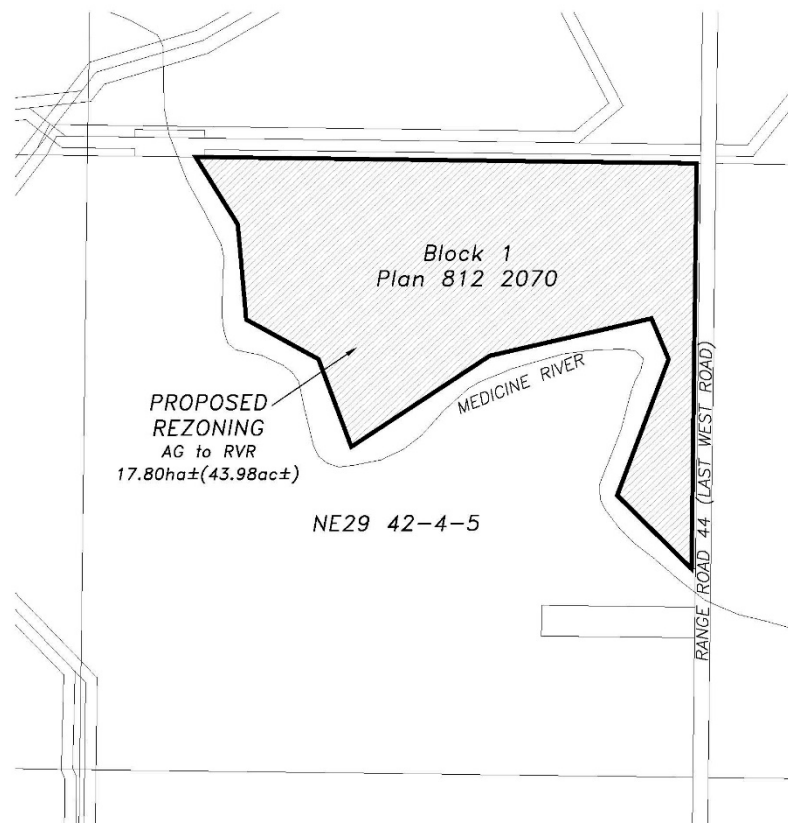 Block 1
Plan 812 2070
MEDICINE RIVER
PROPOSED
REZONING
AG to RVR
17.80ha±(43.98ac±)
NE29 42-4-5
RANGE ROAD 44 (LAST WEST ROAD)